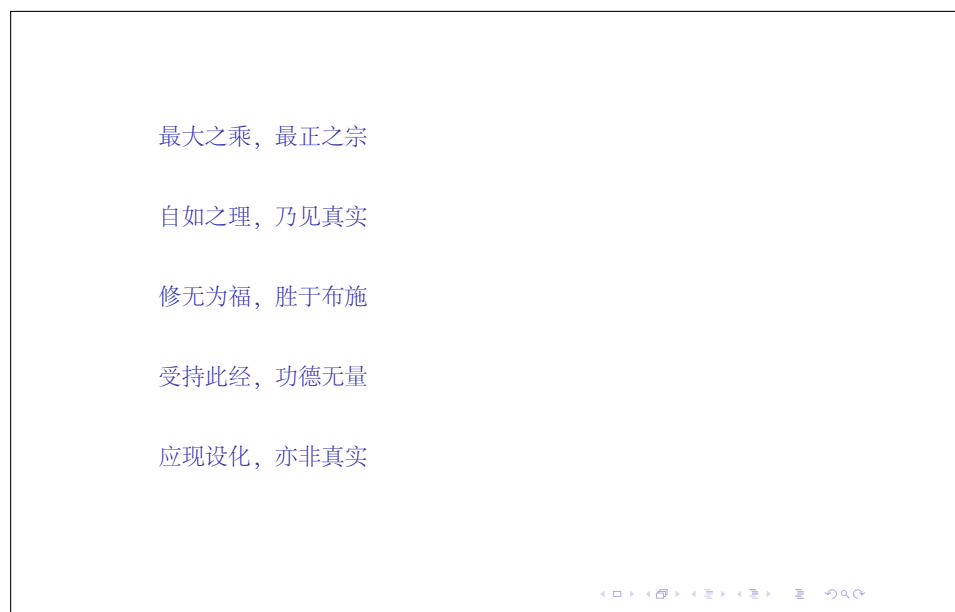 最大之乘，最正之宗
自如之理，乃见真实
修无为福，胜于布施
受持此经，功德无量
应现设化，亦非真实